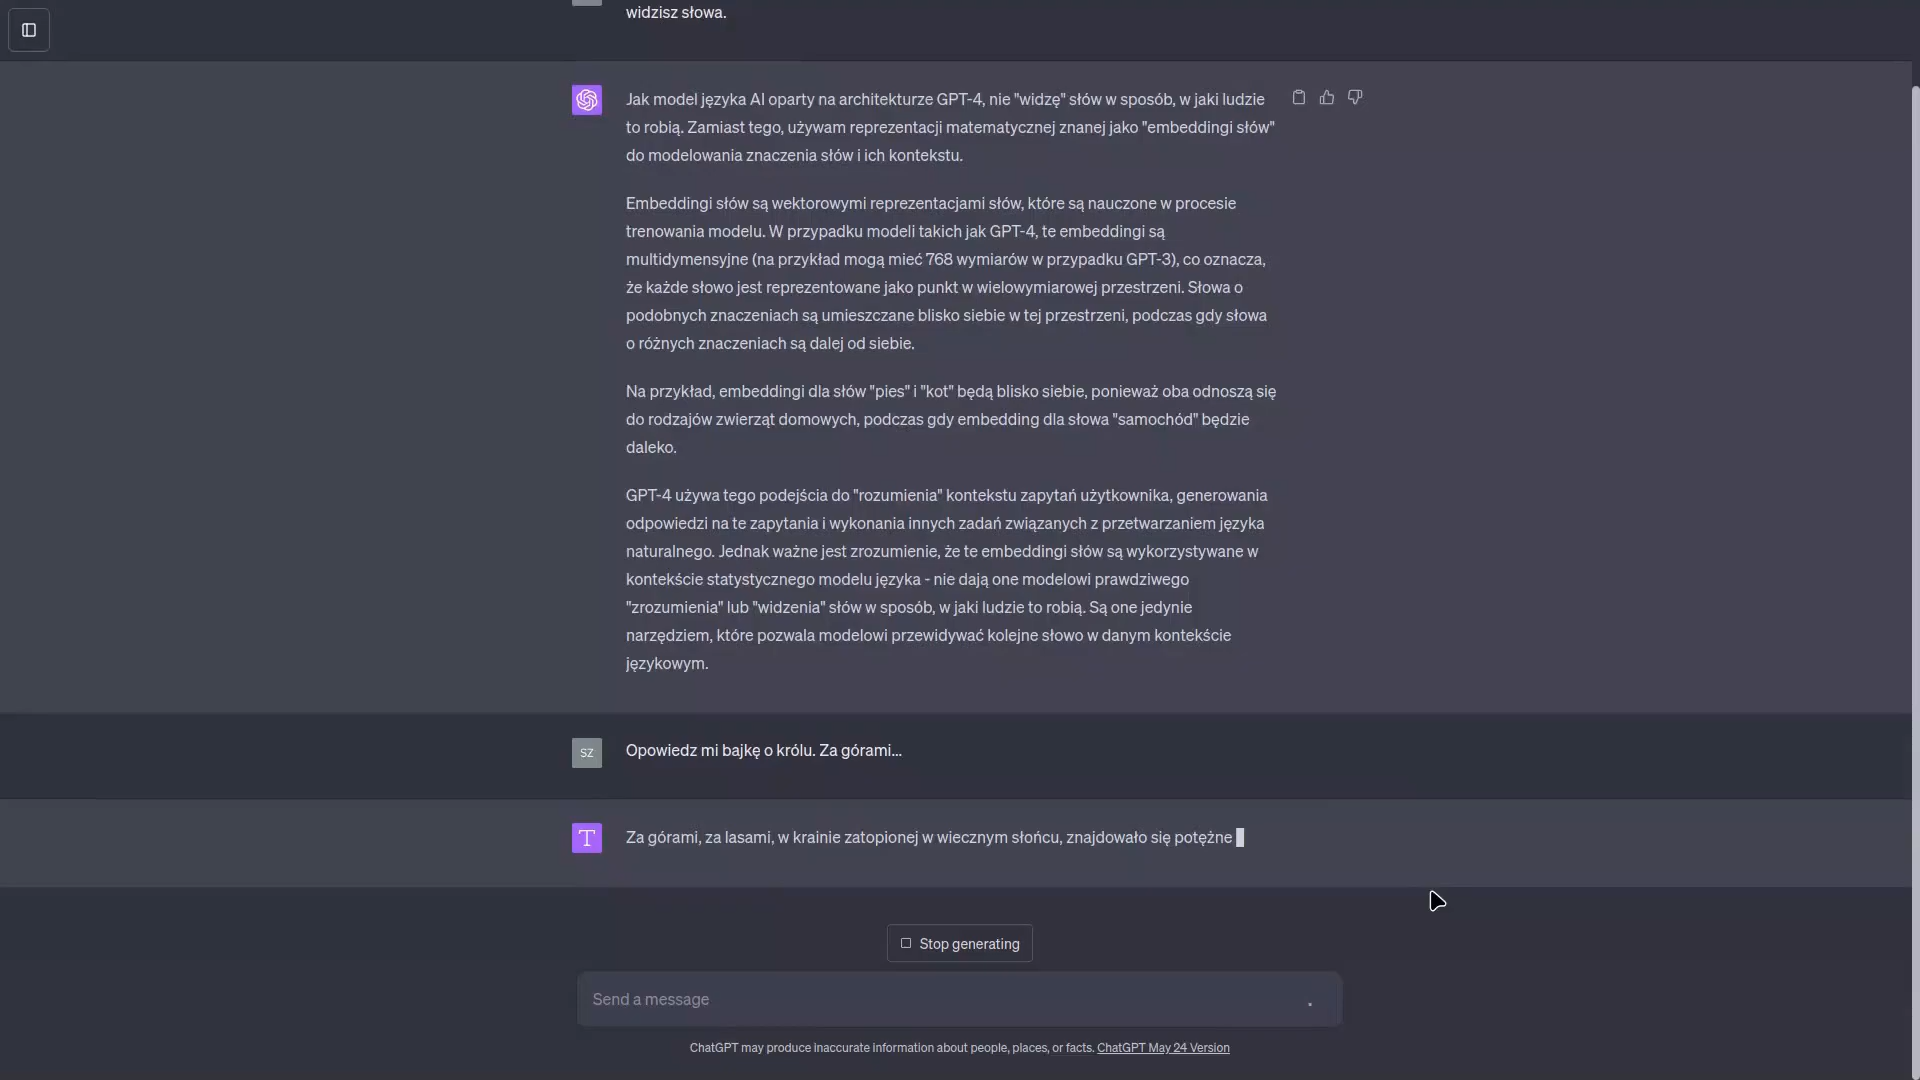 widzisz słowa.
Jak model języka AI oparty na architekturze GPT-4, nie "widzę" słów w sposób, w jaki ludzie
to robią. Zamiast tego, używam reprezentacji matematycznej znanej jako "embeddingi słów"
do modelowania znaczenia słów i ich kontekstu.
Embeddingi słów są wektorowymi reprezentacjami słów, które są nauczone w procesie
trenowania modelu. W przypadku modeli takich jak GPT-4, te embeddingi są
multidymensyjne (na przykład mogą mieć 768 wymiarów w przypadku GPT-3), co oznacza,
że każde słowo jest reprezentowane jako punkt w wielowymiarowej przestrzeni. Słowa o
podobnych znaczeniach są umieszczane blisko siebie w tej przestrzeni, podczas gdy słowa
o różnych znaczeniach są dalej od siebie.
Na przykład, embeddingi dla słów "pies" i "kot" będą blisko siebie, ponieważ oba odnoszą się
do rodzajów zwierząt domowych, podczas gdy embedding dla słowa "samochód" będzie
daleko.
GPT-4 używa tego podejścia do "rozumienia" kontekstu zapytań użytkownika, generowania
odpowiedzi na te zapytania i wykonania innych zadań związanych z przetwarzaniem języka
naturalnego. Jednak ważne jest zrozumienie, że te embeddingi słów są wykorzystywane w
kontekście statystycznego modelu języka - nie dają one modelowi prawdziwego
"zrozumienia" lub "widzenia" słów w sposób, w jaki ludzie to robią. Są one jedynie
narzędziem, które pozwala modelowi przewidywać kolejne słowo w danym kontekście
językowym.
SZ
Opowiedz mi bajkę o królu. Za górami...
T
Za górami, za lasami, w krainie zatopionej w wiecznym słońcu, znajdowało się potężne
Stop generating
Send a message
ChatGPT may produce inaccurate information about people, places, or facts. ChatGPT May 24 Version